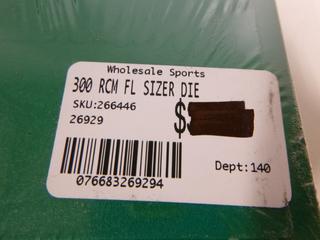 Wholesale Sports
300 RCM FL SIZER DIE
SKU:266446
26929
$
Dept:140
076683269294